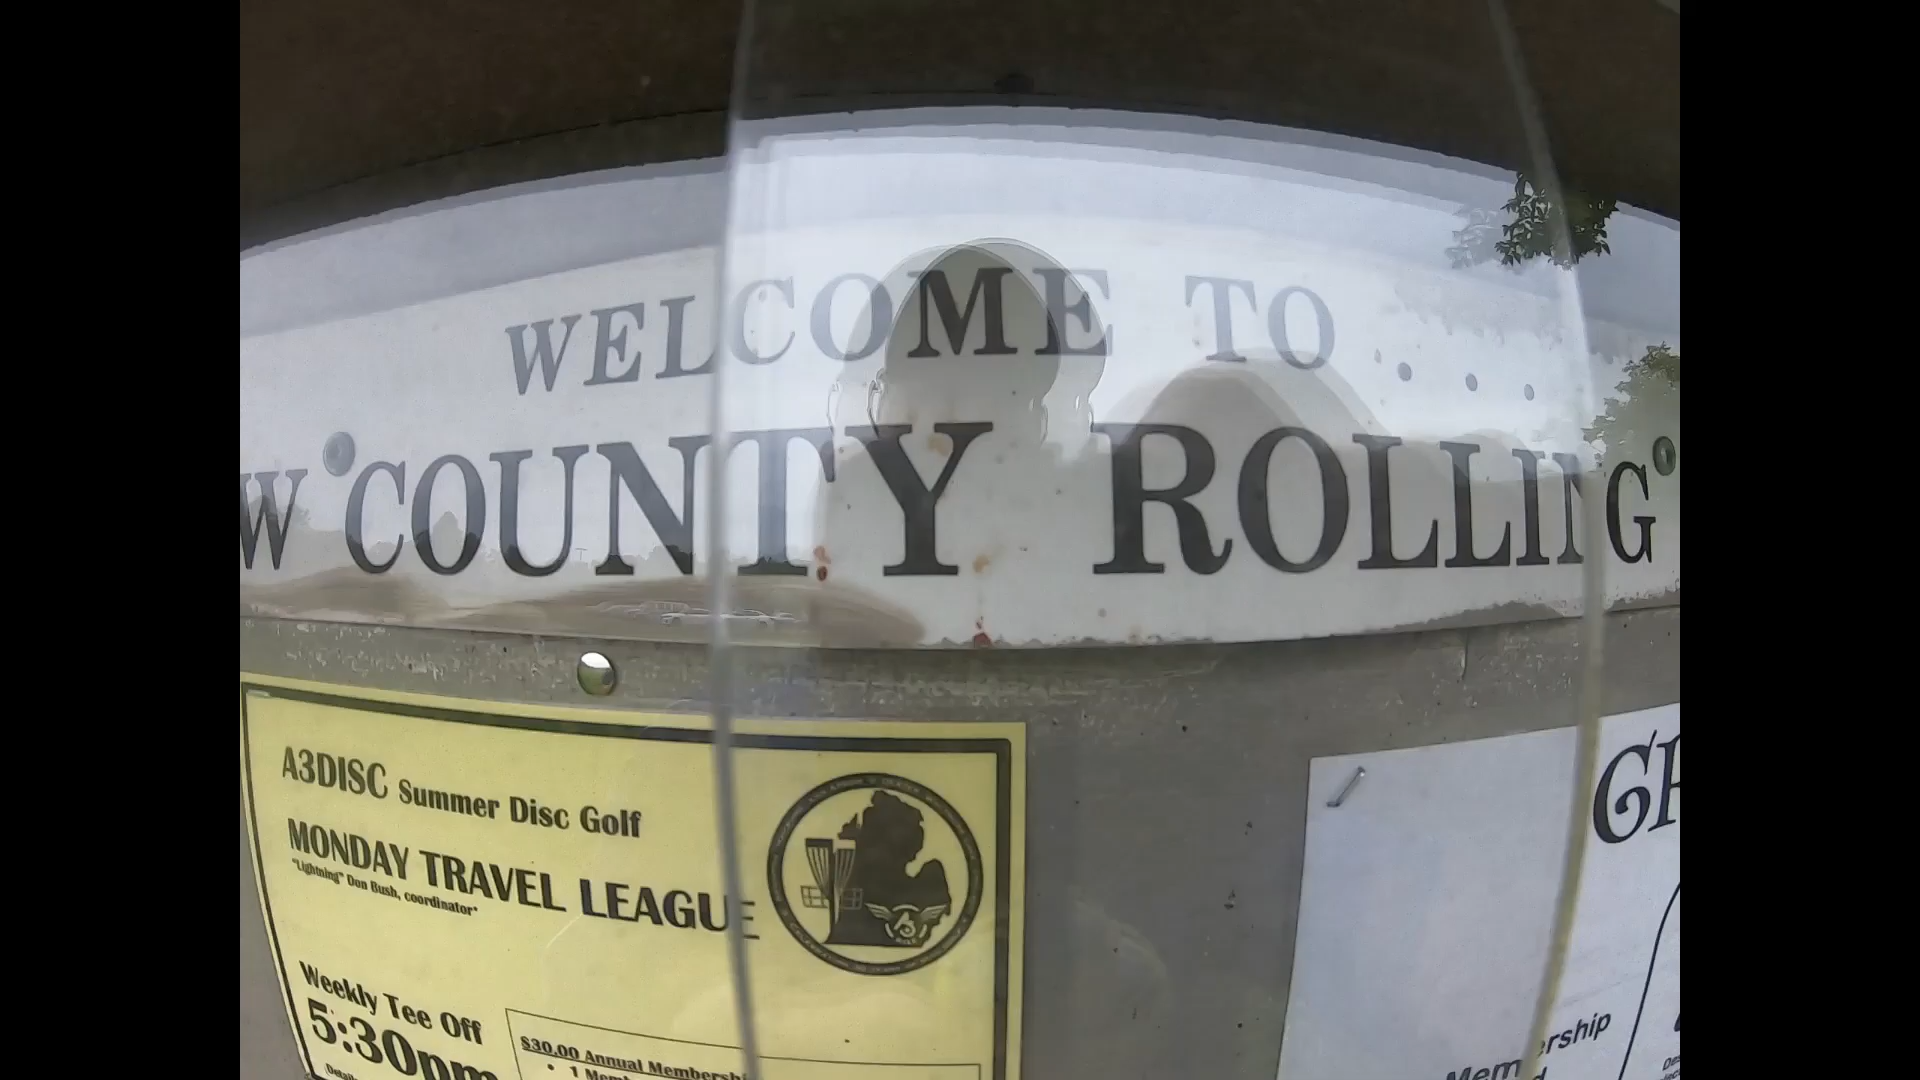 WELCOME TO ....
W COUNTY ROLLING
A3DISC Summer Disc Golf
MONDAY TRAVEL LEAGUE
"Lightning" Don Bush, coordinator*
Weekly Tee Off
5:30pm
$30.00 Annual
• 1
GR
Membership